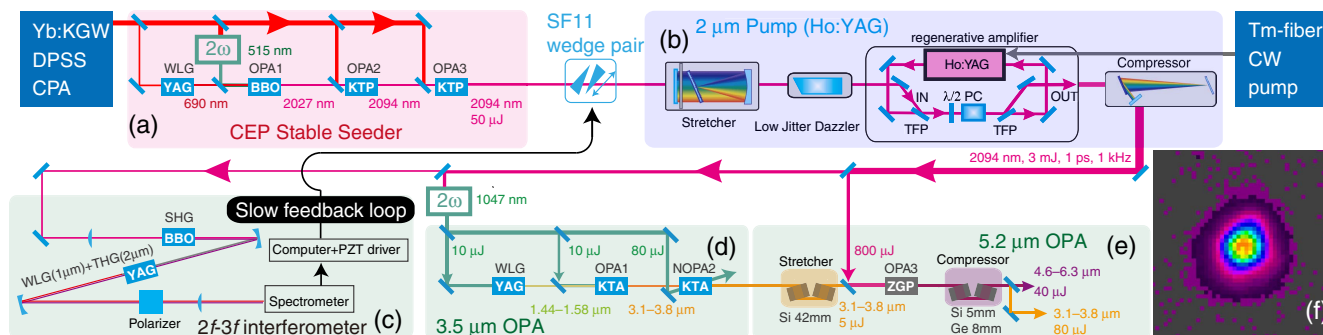 Yb:KGW
DPSS
CPA
2ω
515 nm
WLG
YAG
OPA1
BBO
OPA2
KTP
OPA3
KTP
690 nm
2027 nm
2094 nm
2094 nm
50 µJ
(a)
CEP Stable Seeder
SF11
wedge pair
(b)
2 µm Pump (Ho:YAG)
regenerative amplifier
Ho:YAG
Stretcher
Low Jitter Dazzler
IN
λ/2 PC
OUT
TFP
TFP
Compressor
Tm-fiber
CW
pump
2094 nm, 3 mJ, 1 ps, 1 kHz
Slow feedback loop
SHG
BBO
Computer+PZT driver
WLG(1µm)+THG(2µm)
YAG
Spectrometer
Polarizer
2f-3f interferometer
(c)
2ω
1047 nm
10 µJ
10 µJ
80 µJ
(d)
WLG
YAG
OPA1
KTA
NOPA2
KTA
1.44–1.58 µm
3.1–3.8 µm
3.5 µm OPA
800 µJ
5.2 µm OPA
(e)
Stretcher
Si 42mm
OPA3
ZGP
3.1–3.8 µm
5 µJ
Compressor
Si 5mm
Ge 8mm
4.6–6.3 µm
40 µJ
3.1–3.8 µm
80 µJ
(f)